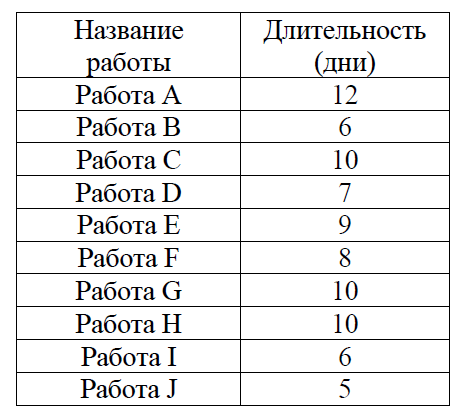 Название Длительность
работы (дни)
Работа A 12
Работа B 6
Работа C 10
Работа D 7
Работа E 9
Работа F 8
Работа G 10
Работа H 10
Работа I 6
Работа J 5